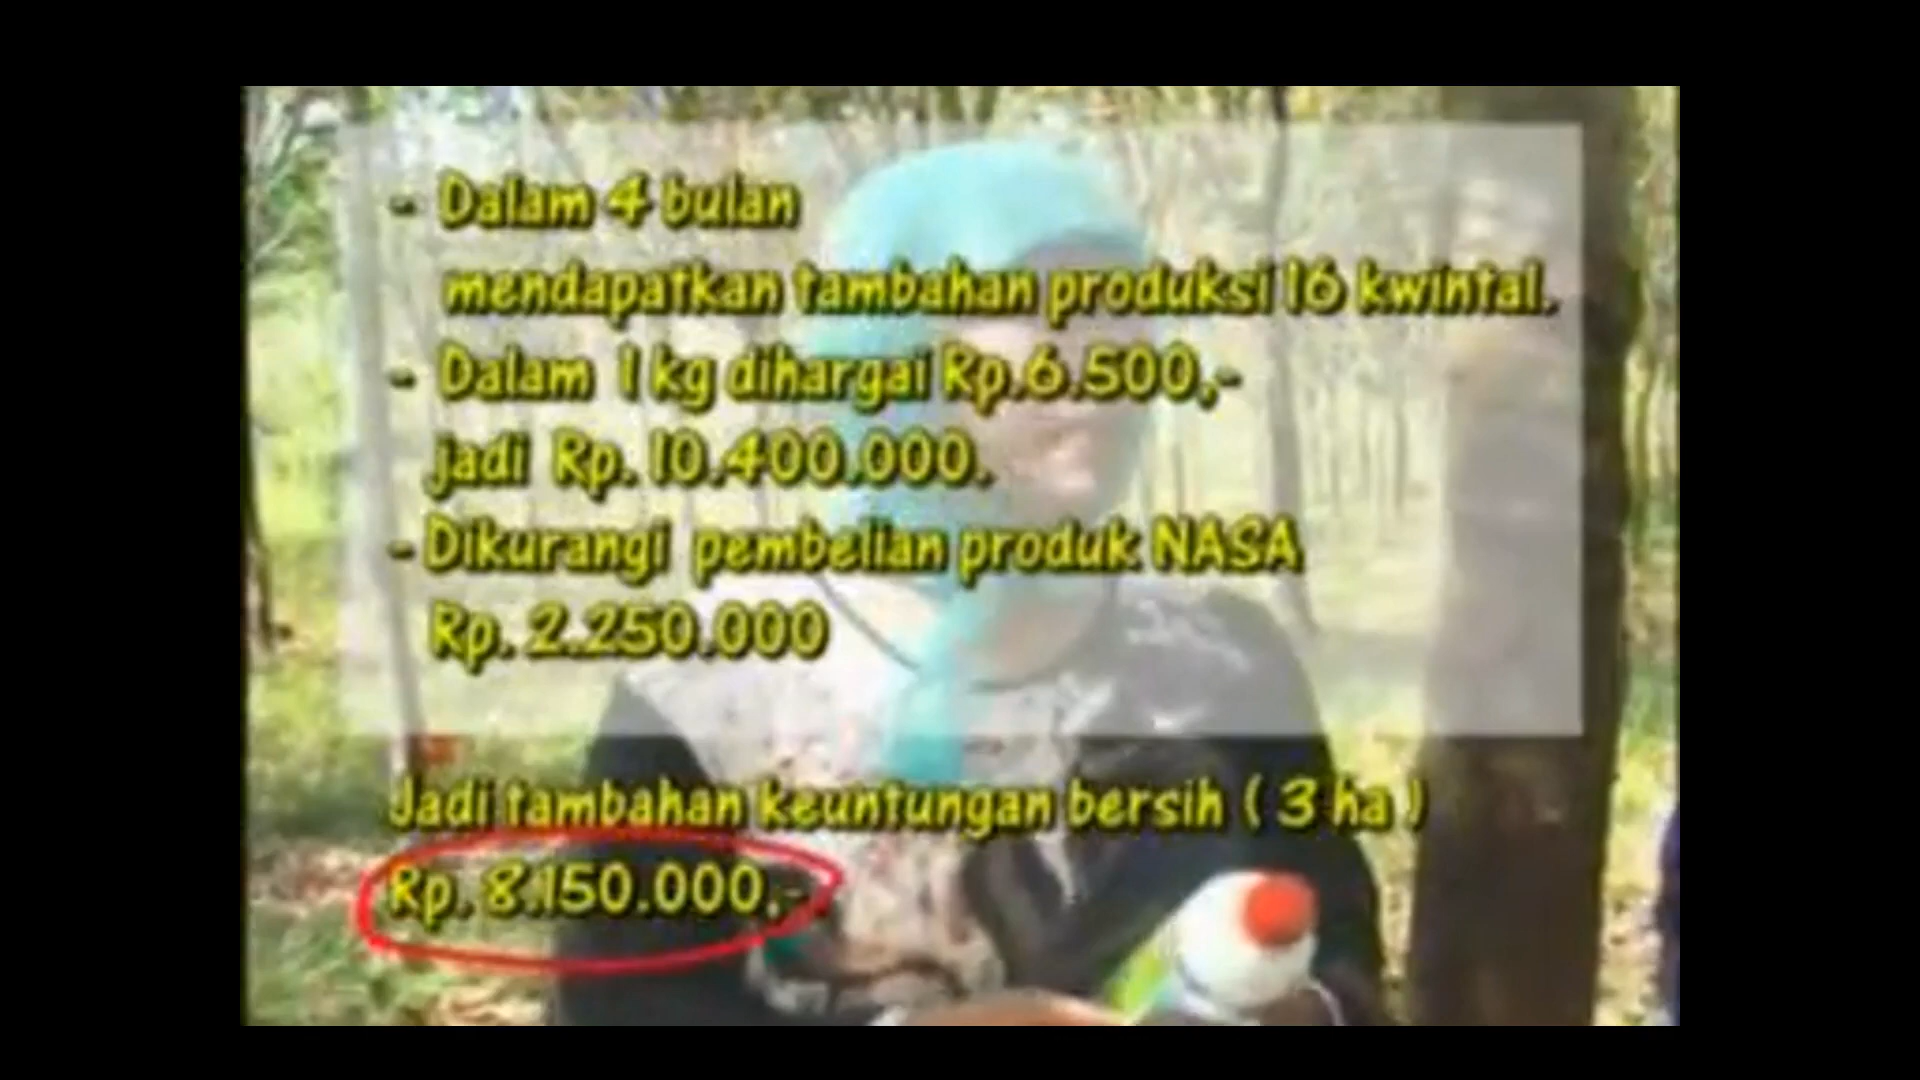 - Dalam 4 bulan
mendapatkan tambahan produksi 16 kwintal.
- Dalam 1 kg dihargai Rp.6.500,-
jadi Rp. 10.400.000.
- Dikurangi pembelian produk NASA
Rp. 2.250.000
Jadi tambahan keuntungan bersih ( 3 ha )
Rp. 8.150.000,-